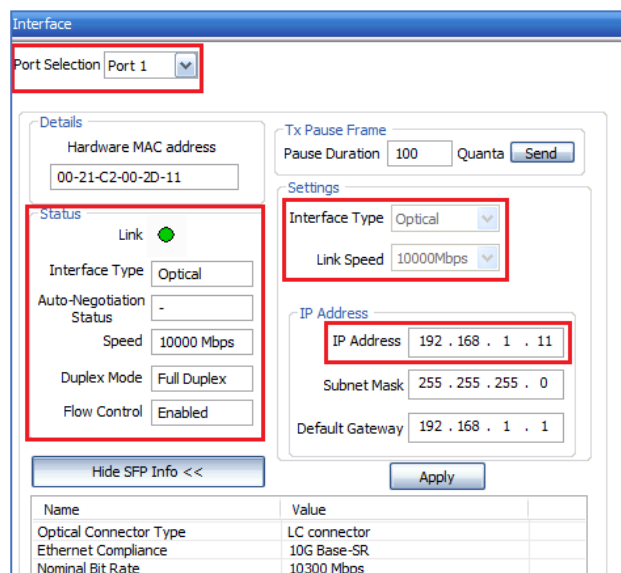 Interface
Port Selection Port 1
Details
Hardware MAC address
00-21-C2-00-2D-11
Tx Pause Frame
Pause Duration 100 Quanta Send
Status
Link
Interface Type Optical
Auto-Negotiation Status -
Speed 10000 Mbps
Duplex Mode Full Duplex
Flow Control Enabled
Settings
Interface Type Optical
Link Speed 10000Mbps
IP Address
IP Address 192 . 168 . 1 . 11
Subnet Mask 255 . 255 . 255 . 0
Default Gateway 192 . 168 . 1 . 1
Hide SFP Info <<
Apply
Name Value
Optical Connector Type LC connector
Ethernet Compliance 10G Base-SR
Nominal Bit Rate 10300 Mbps